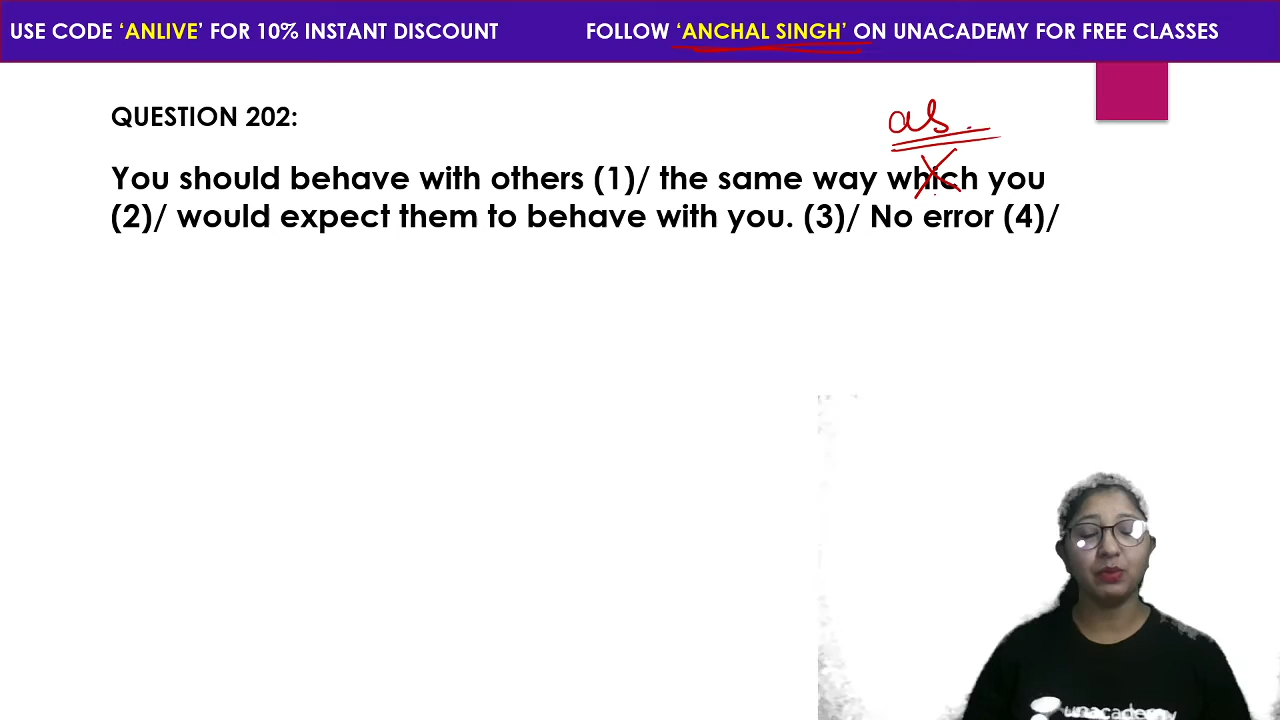 USE CODE ‘ANLIVE’ FOR 10% INSTANT DISCOUNT FOLLOW ‘ANCHAL SINGH’ ON UNACADEMY FOR FREE CLASSES
QUESTION 202:
as
You should behave with others (1)/ the same way which you
(2)/ would expect them to behave with you. (3)/ No error (4)/
unacademy